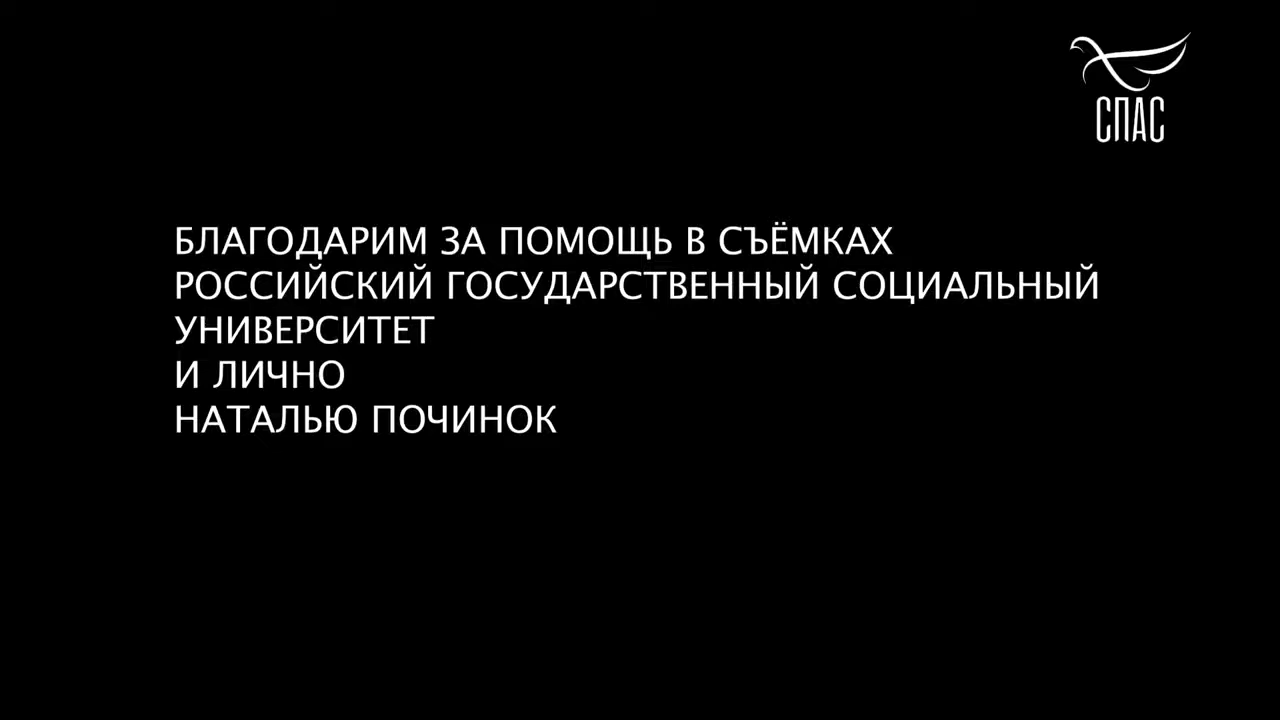 СПАС
БЛАГОДАРИМ ЗА ПОМОЩЬ В СЪЁМКАХ
РОССИЙСКИЙ ГОСУДАРСТВЕННЫЙ СОЦИАЛЬНЫЙ
УНИВЕРСИТЕТ
И ЛИЧНО
НАТАЛЬЮ ПОЧИНОК